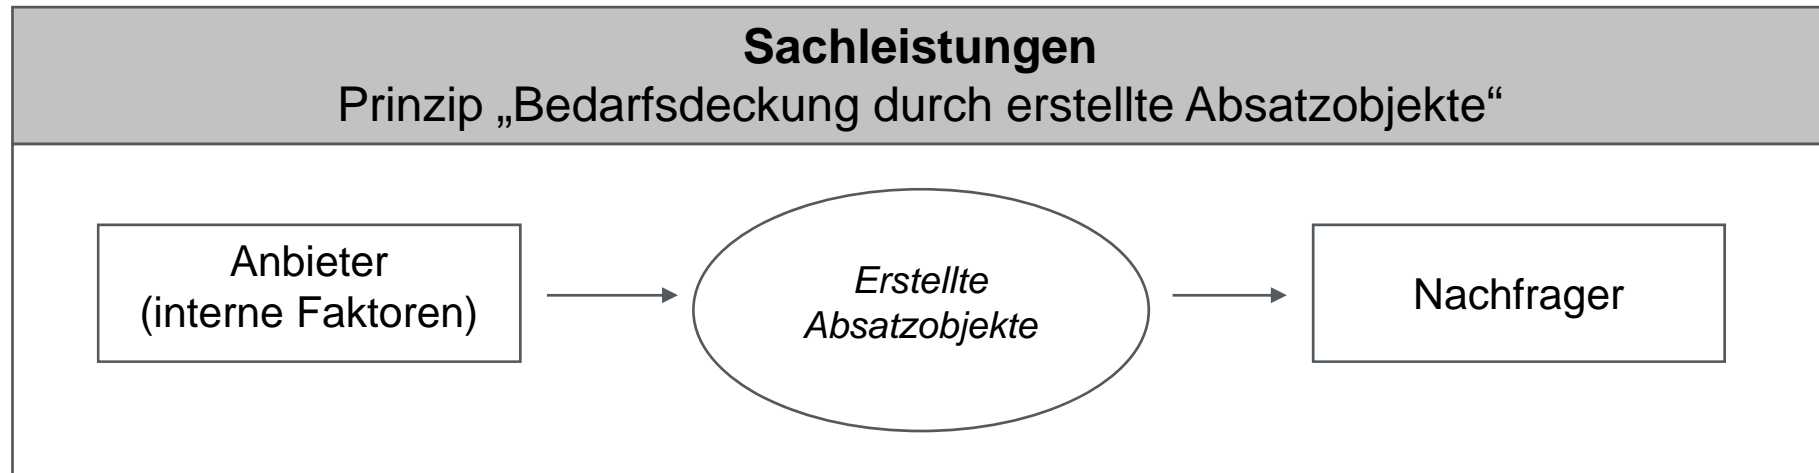 Sachleistungen
Prinzip „Bedarfsdeckung durch erstellte Absatzobjekte“
Anbieter
(interne Faktoren)
Erstellte
Absatzobjekte
Nachfrager